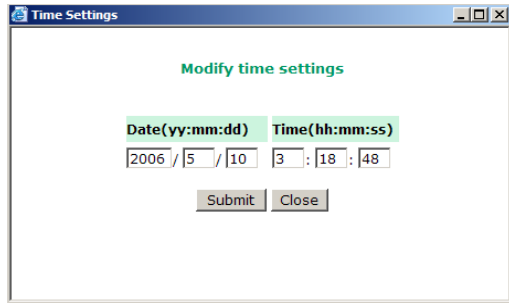 Time Settings
Modify time settings
Date(yy:mm:dd) Time(hh:mm:ss)
2006 / 5 / 10 3 : 18 : 48
Submit Close